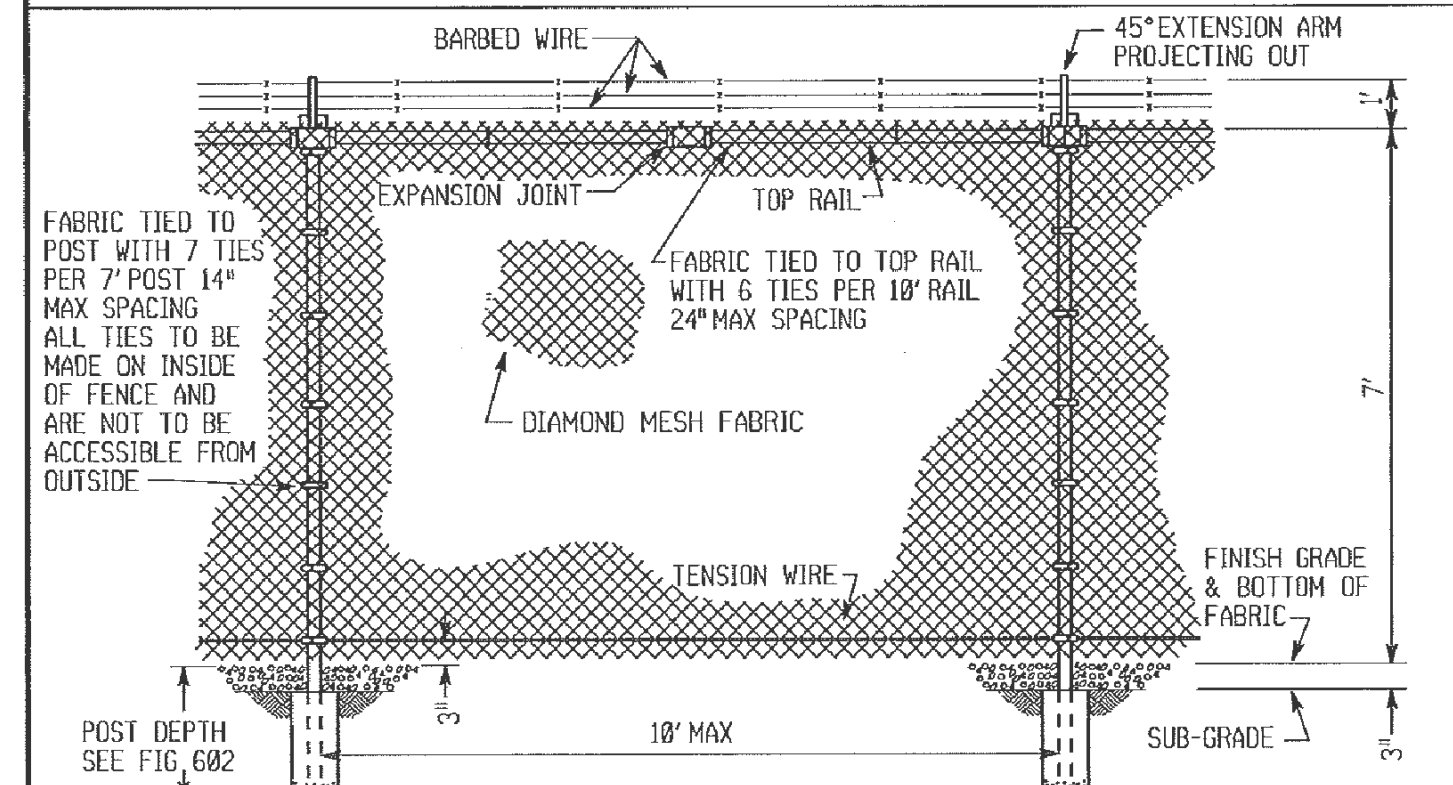 BARBED WIRE
45° EXTENSION ARM
PROJECTING OUT
1'
EXPANSION JOINT
TOP RAIL
FABRIC TIED TO
POST WITH 7 TIES
PER 7' POST 14"
MAX SPACING
ALL TIES TO BE
MADE ON INSIDE
OF FENCE AND
ARE NOT TO BE
ACCESSIBLE FROM
OUTSIDE
FABRIC TIED TO TOP RAIL
WITH 6 TIES PER 10' RAIL
24" MAX SPACING
7'
DIAMOND MESH FABRIC
TENSION WIRE
FINISH GRADE
& BOTTOM OF
FABRIC
3"
POST DEPTH
SEE FIG 602
10' MAX
SUB-GRADE
3"